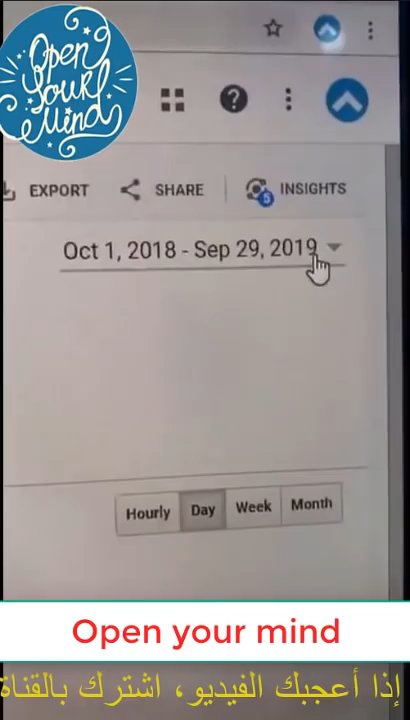 Open
Your
Mind
EXPORT
SHARE
INSIGHTS
5
Oct 1, 2018 - Sep 29, 2019
Hourly
Day
Week
Month
Open your mind
إذا أعجبك الفيديو، اشترك بالقناة